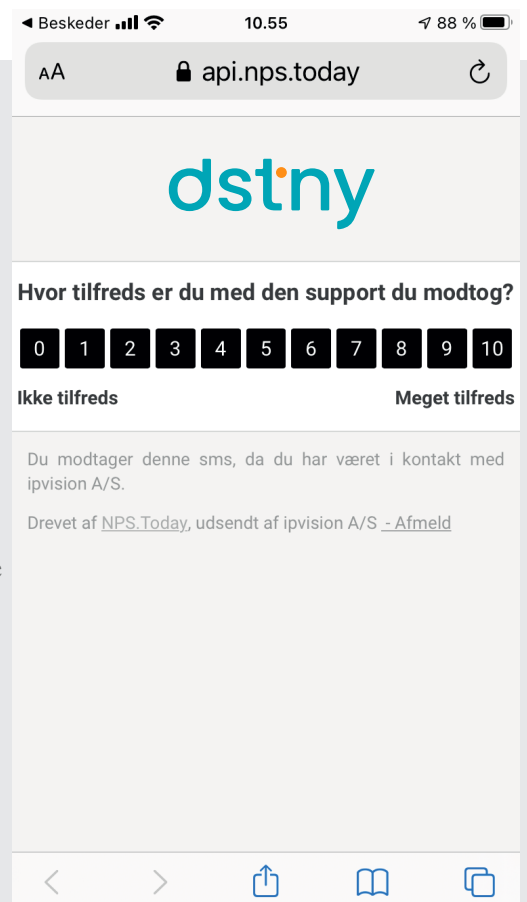 ◀ Beskeder 10.55 88 %
AA api.nps.today
dstny
Hvor tilfreds er du med den support du modtog?
0 1 2 3 4 5 6 7 8 9 10
Ikke tilfreds Meget tilfreds
Du modtager denne sms, da du har været i kontakt med
ipvision A/S.
Drevet af NPS.Today, udsendt af ipvision A/S - Afmeld